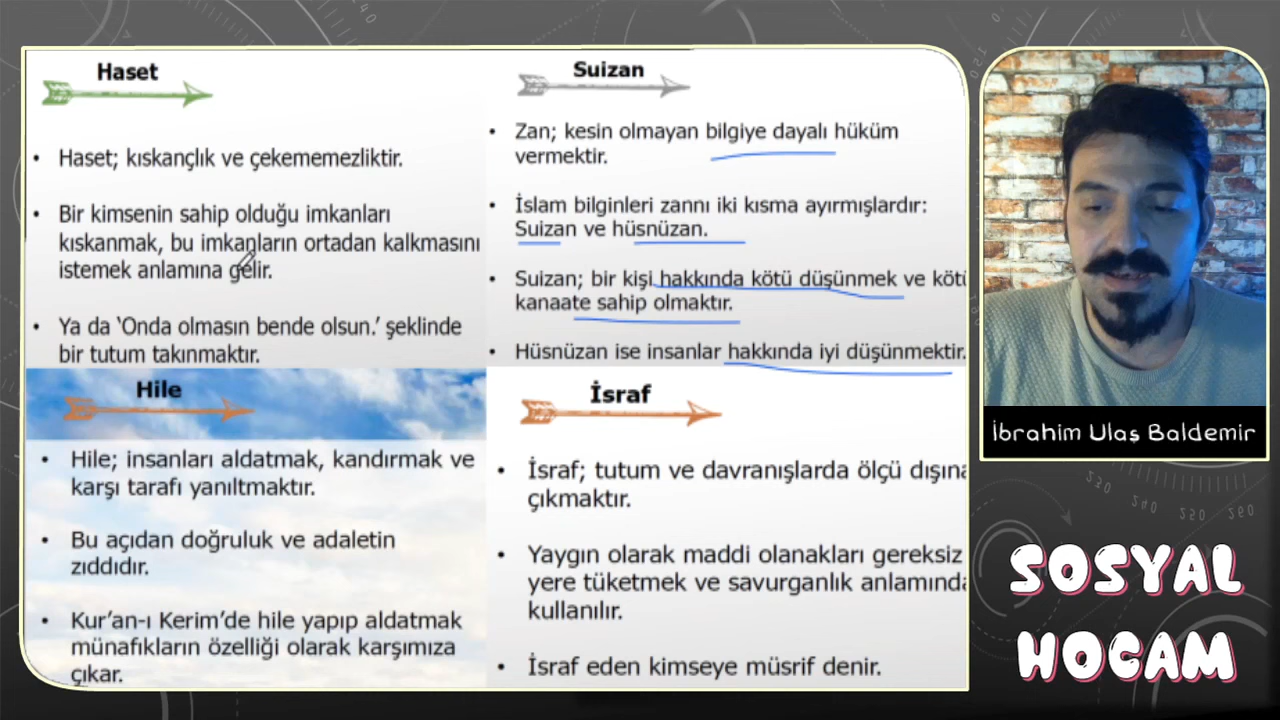 Haset
Haset; kıskançlık ve çekememezliktir.
Bir kimsenin sahip olduğu imkanları
kıskanmak, bu imkanların ortadan kalkmasını
istemek anlamına gelir.
Ya da ‘Onda olmasın bende olsun.’ şeklinde
bir tutum takınmaktır.
Suizan
Zan; kesin olmayan bilgiye dayalı hüküm
vermektir.
İslam bilginleri zannı iki kısma ayırmışlardır:
Suizan ve hüsnüzan.
Suizan; bir kişi hakkında kötü düşünmek ve kötü
kanaate sahip olmaktır.
Hüsnüzan ise insanlar hakkında iyi düşünmektir.
Hile
Hile; insanları aldatmak, kandırmak ve
karşı tarafı yanıltmaktır.
Bu açıdan doğruluk ve adaletin
zıddıdır.
Kur’an-ı Kerim’de hile yapıp aldatmak
münafıkların özelliği olarak karşımıza
çıkar.
İsraf
İsraf; tutum ve davranışlarda ölçü dışına
çıkmaktır.
Yaygın olarak maddi olanakları gereksiz
yere tüketmek ve savurganlık anlamında
kullanılır.
İsraf eden kimseye müsrif denir.
İbrahim Ulaş Baldemir
230 240 250 260
SOSYAL
HOCAM